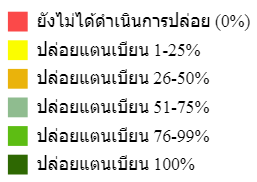 ยังไม่ได้ดำเนินการปล่อย (0%)
ปล่อยแตนเบียน 1-25%
ปล่อยแตนเบียน 26-50%
ปล่อยแตนเบียน 51-75%
ปล่อยแตนเบียน 76-99%
ปล่อยแตนเบียน 100%